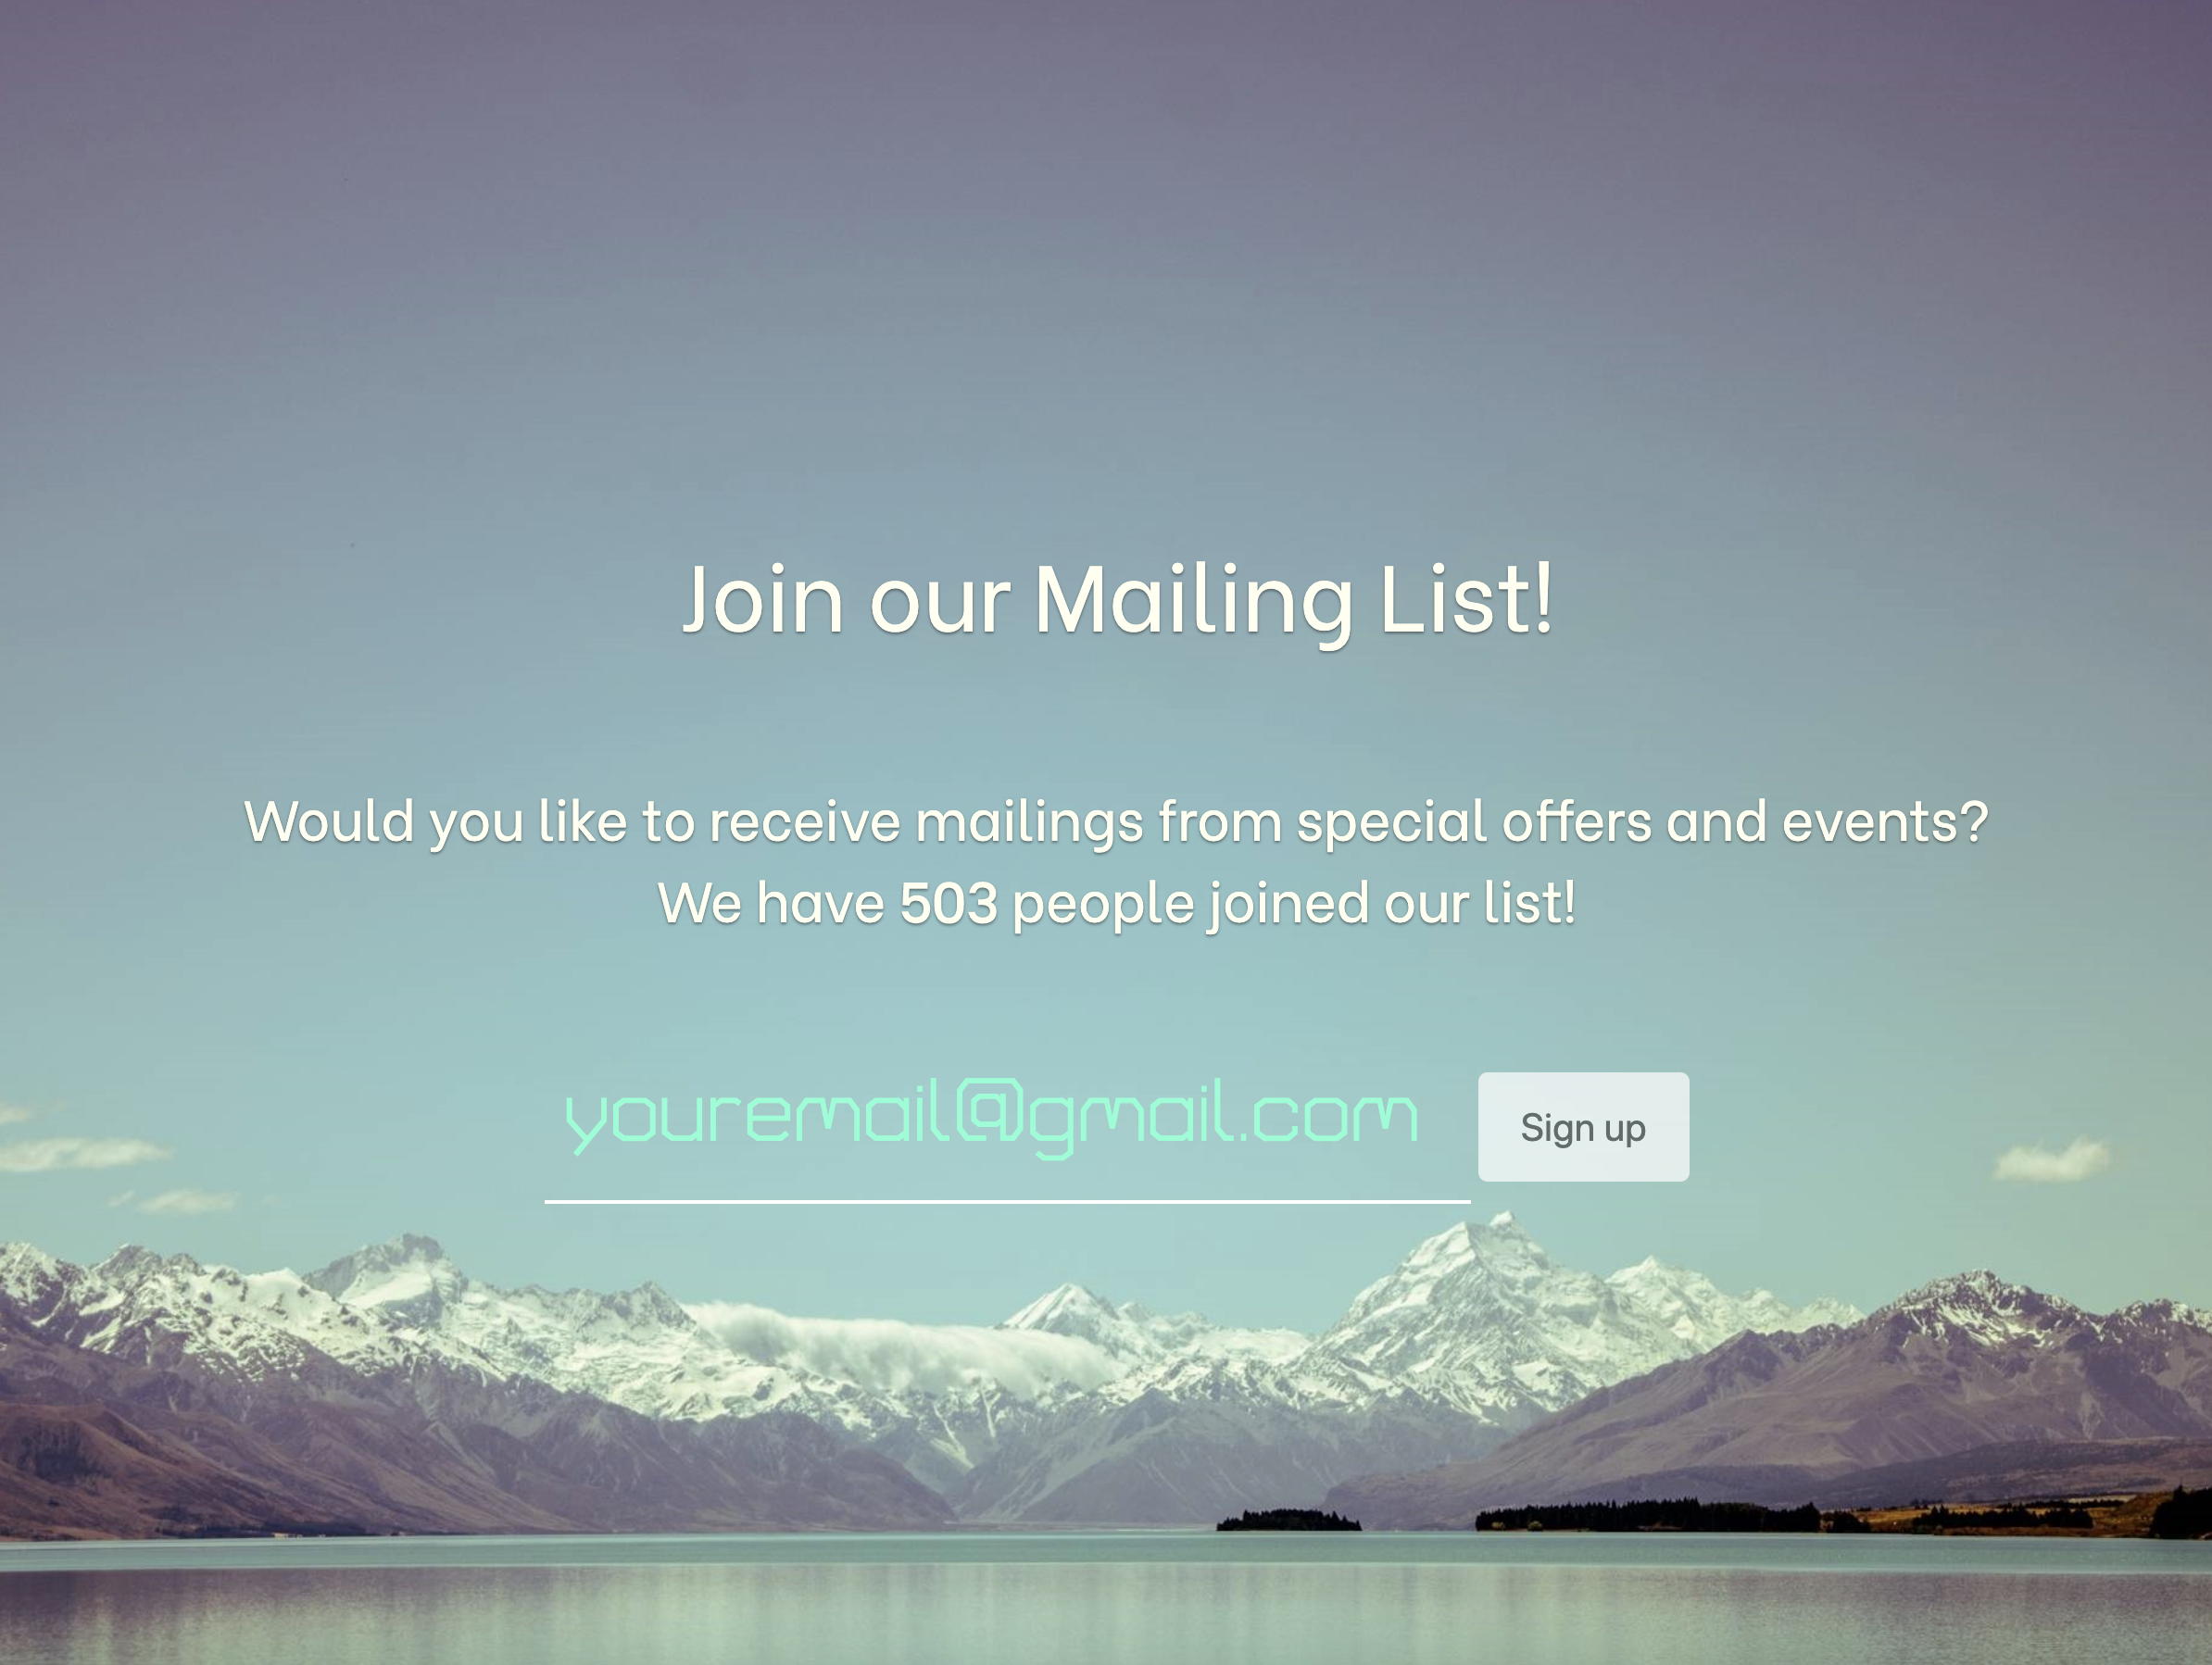 Join our Mailing List!
Would you like to receive mailings from special offers and events?
We have 503 people joined our list!
youremail@gmail.com
Sign up